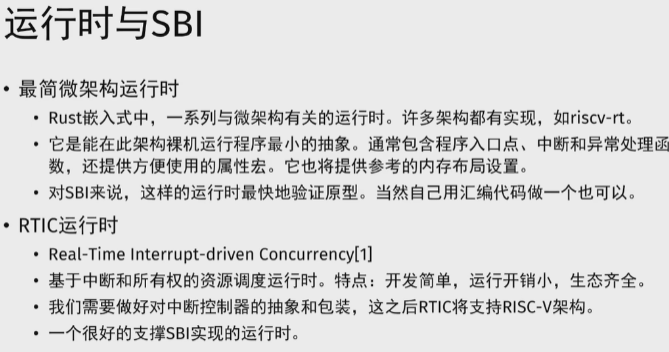 运行时与SBI
• 最简微架构运行时
• Rust嵌入式中，一系列与微架构有关的运行时。许多架构都有实现，如riscv-rt。
• 它是能在此架构裸机运行程序最小的抽象。通常包含程序入口点、中断和异常处理函
数，还提供方便使用的属性宏。它也将提供参考的内存布局设置。
• 对SBI来说，这样的运行时最快地验证原型。当然自己用汇编代码做一个也可以。
• RTIC运行时
• Real-Time Interrupt-driven Concurrency[1]
• 基于中断和所有权的资源调度运行时。特点：开发简单，运行开销小，生态齐全。
• 我们需要做好对中断控制器的抽象和包装，这之后RTIC将支持RISC-V架构。
• 一个很好的支撑SBI实现的运行时。